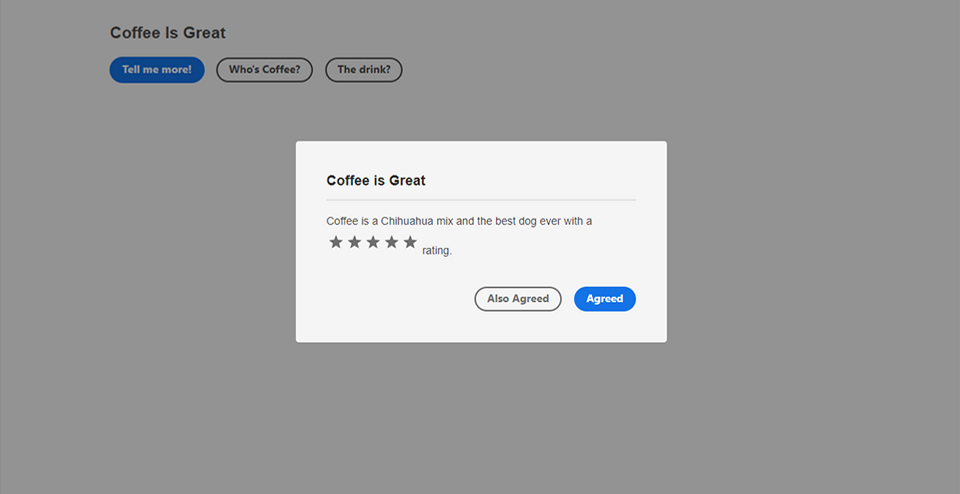 Coffee Is Great
Tell me more!
Who's Coffee?
The drink?
Coffee is Great
Coffee is a Chihuahua mix and the best dog ever with a
★★★★★ rating.
Also Agreed
Agreed